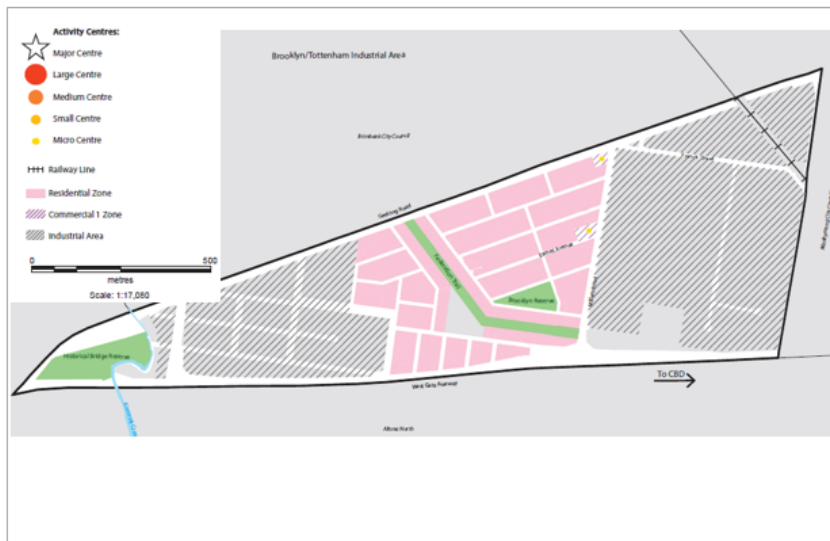 Activity Centres:
Major Centre
Large Centre
Medium Centre
Small Centre
Micro Centre
Railway Line
Residential Zone
Commercial 1 Zone
Industrial Area
0 500
metres
Scale: 1:17,080
Brooklyn/Tottenham Industrial Area
Brimbank City Council
Geelong Road
Federation Trail
Brooklyn Reserve
Historical Bridge Reserve
West Gate Freeway
To CBD
Altona North